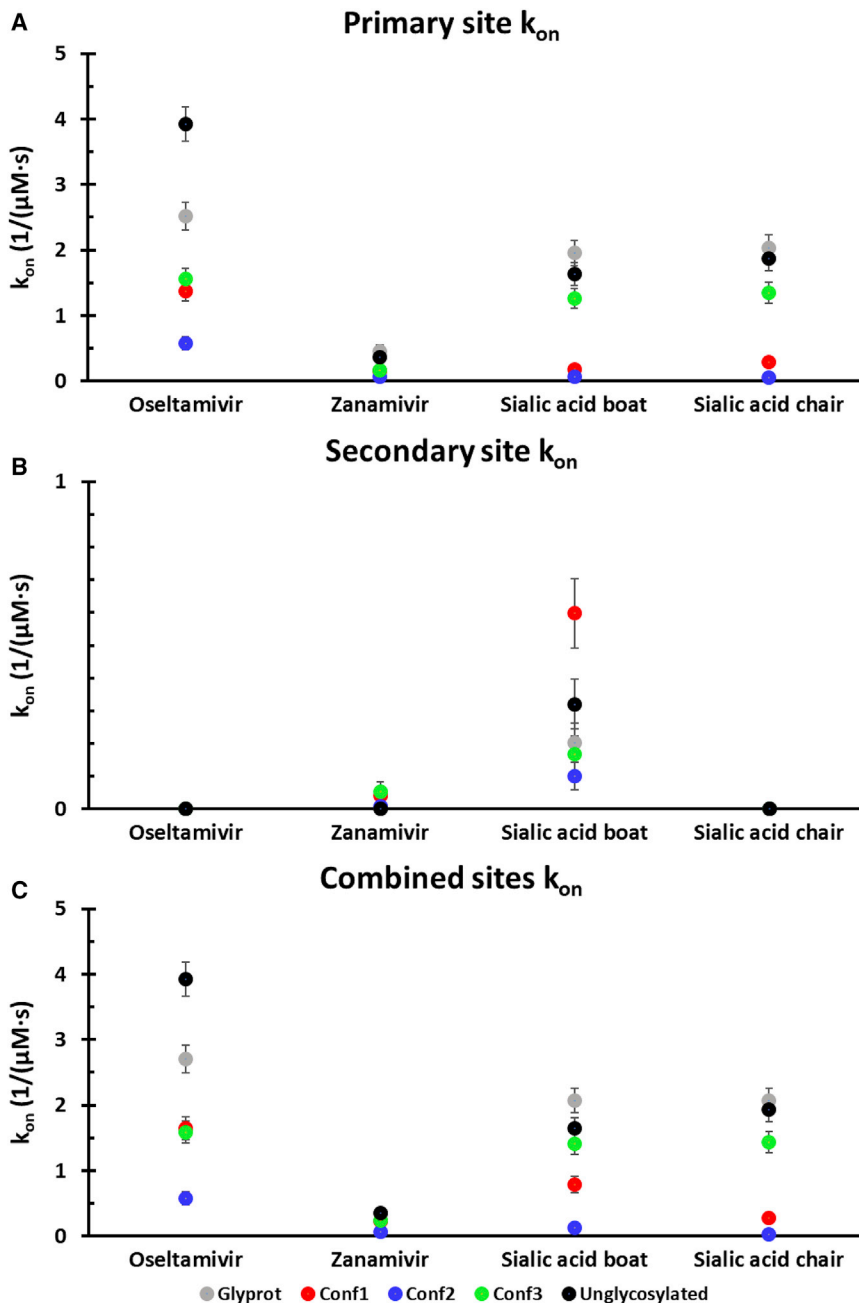 A
Primary site kon
kon (1/(μM·s)
5
4
3
2
1
0
Oseltamivir Zanamivir Sialic acid boat Sialic acid chair
B
Secondary site kon
kon (1/(μM·s)
1
0
Oseltamivir Zanamivir Sialic acid boat Sialic acid chair
C
Combined sites kon
kon (1/(μM·s)
5
4
3
2
1
0
Oseltamivir Zanamivir Sialic acid boat Sialic acid chair
Glyprot Conf1 Conf2 Conf3 Unglycosylated